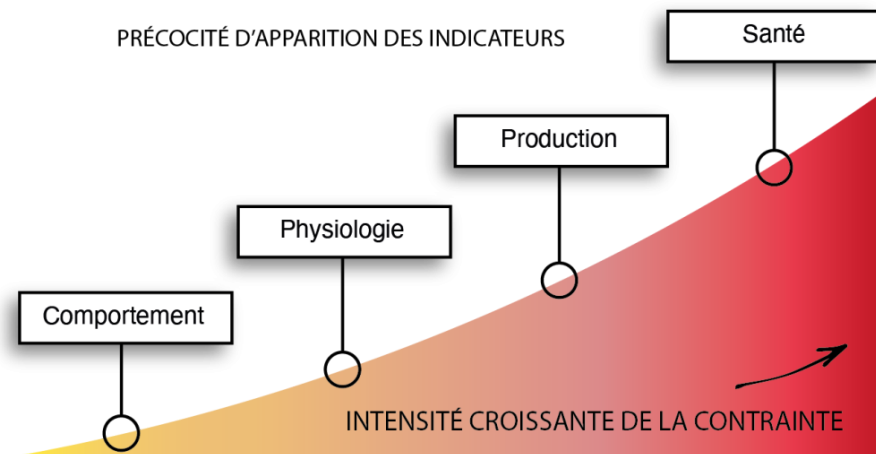 PRÉCOCITÉ D'APPARITION DES INDICATEURS
Santé
Production
Physiologie
Comportement
INTENSITÉ CROISSANTE DE LA CONTRAINTE